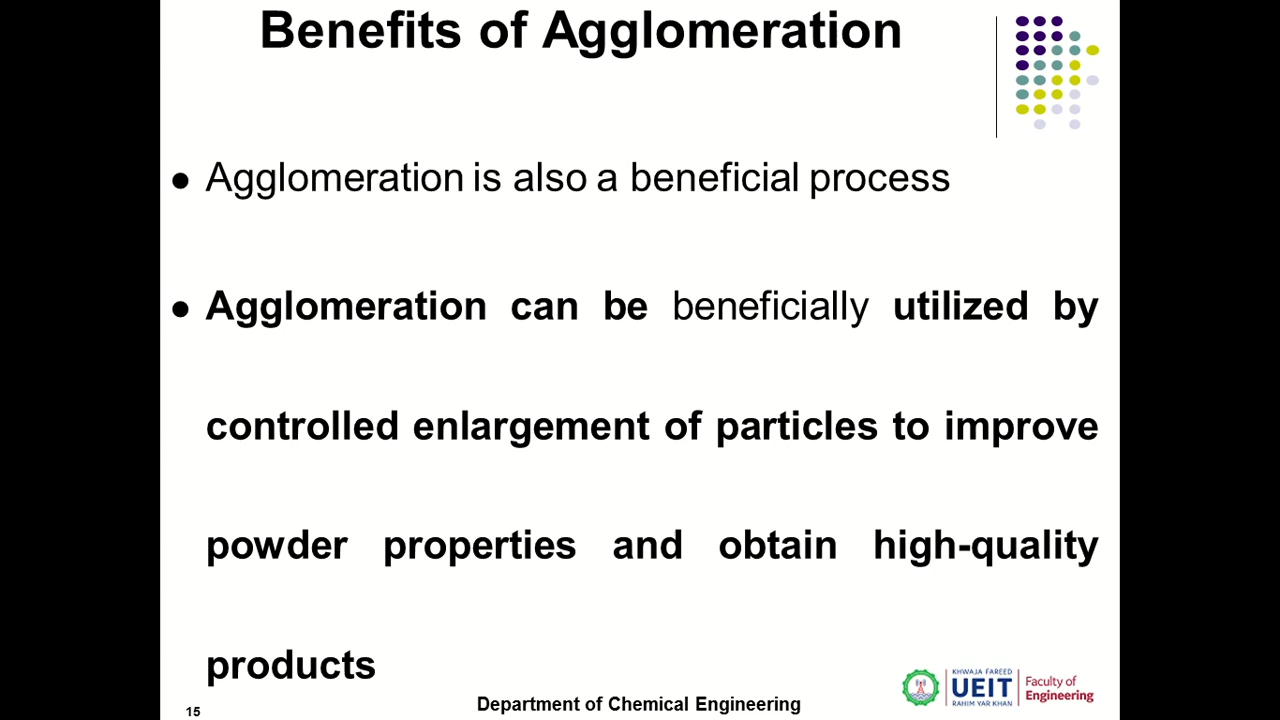 Benefits of Agglomeration
● Agglomeration is also a beneficial process
● Agglomeration can be beneficially utilized by
controlled enlargement of particles to improve
powder properties and obtain high-quality
products
15
Department of Chemical Engineering
KHWAJA FAREED
UEIT
RAHIM YAR KHAN
Faculty of
Engineering